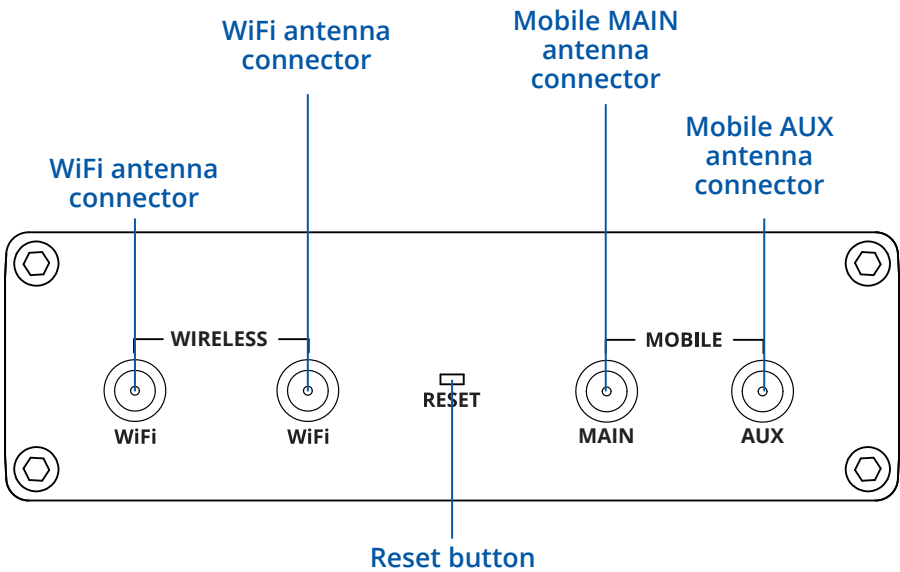 WiFi antenna
connector
WiFi antenna
connector
Mobile MAIN
antenna
connector
Mobile AUX
antenna
connector
WIRELESS
MOBILE
RESET
WiFi
WiFi
MAIN
AUX
Reset button